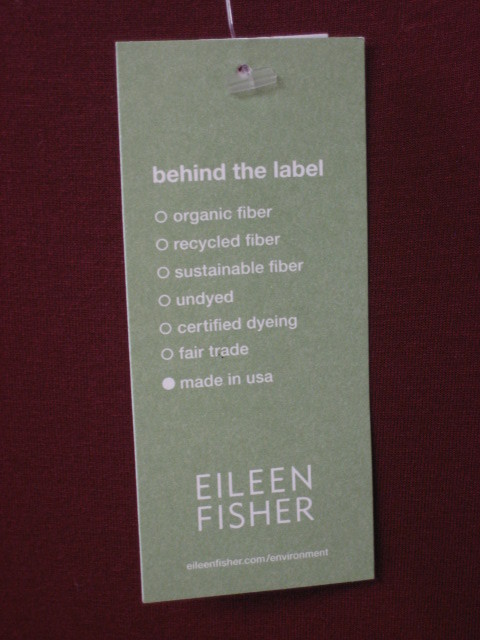 behind the label
organic fiber
recycled fiber
sustainable fiber
undyed
certified dyeing
fair trade
made in usa
EILEEN
FISHER
eileenfisher.com/environment